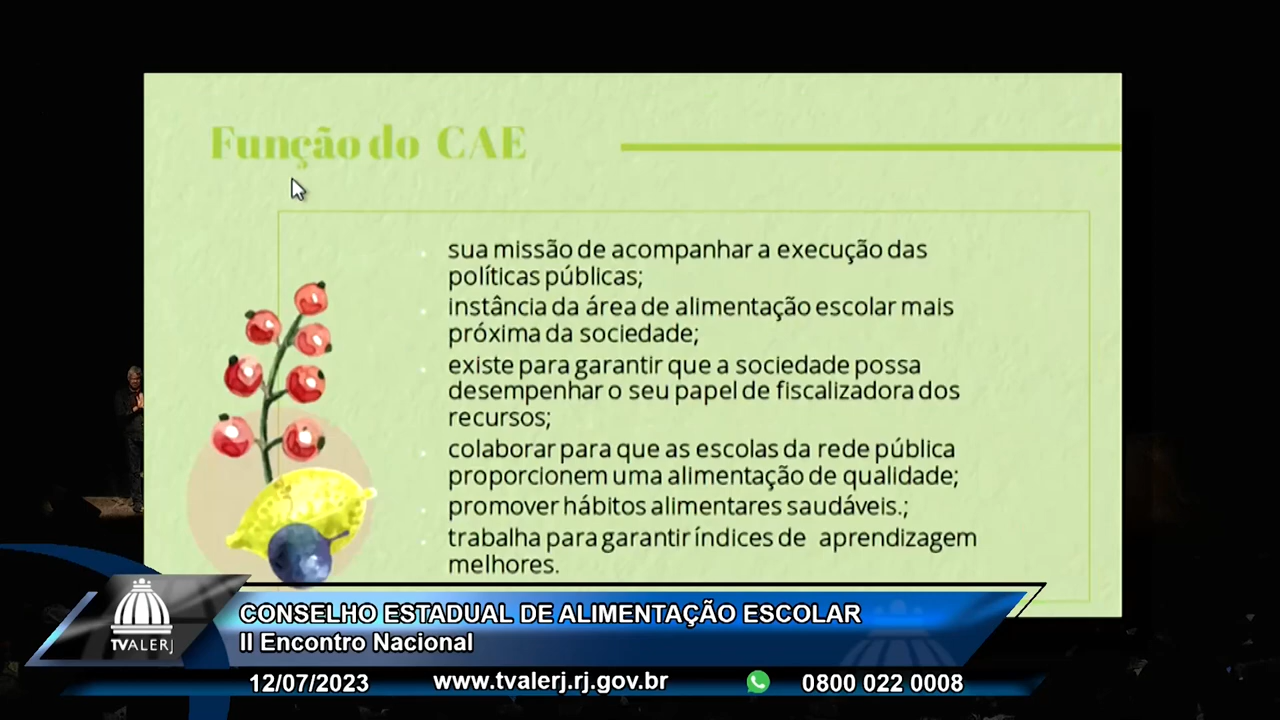 Função do CAE
sua missão de acompanhar a execução das
políticas públicas;
instância da área de alimentação escolar mais
próxima da sociedade;
existe para garantir que a sociedade possa
desempenhar o seu papel de fiscalizadora dos
recursos;
colaborar para que as escolas da rede pública
proporcionem uma alimentação de qualidade;
promover hábitos alimentares saudáveis.;
trabalha para garantir índices de aprendizagem
melhores.
TVALERJ
CONSELHO ESTADUAL DE ALIMENTAÇÃO ESCOLAR
II Encontro Nacional
12/07/2023 www.tvalerj.rj.gov.br 0800 022 0008